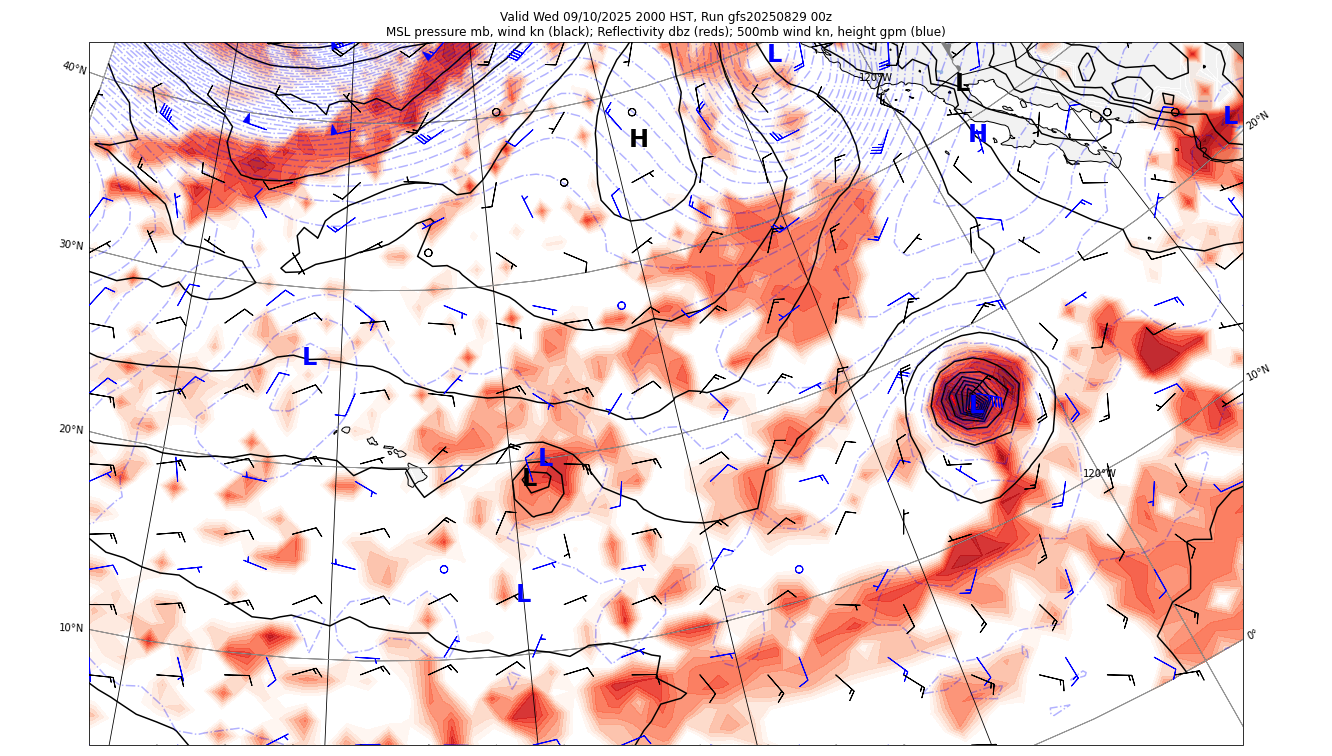 Valid Wed 09/10/2025 2000 HST, Run gfs20250829 00z
MSL pressure mb, wind kn (black); Reflectivity dbz (reds); 500mb wind kn, height gpm (blue)
L
40°N
120°W
L
L
20°N
H
H
30°N
L
10°N
L
20°N
L
L
120°W
L
10°N
0°